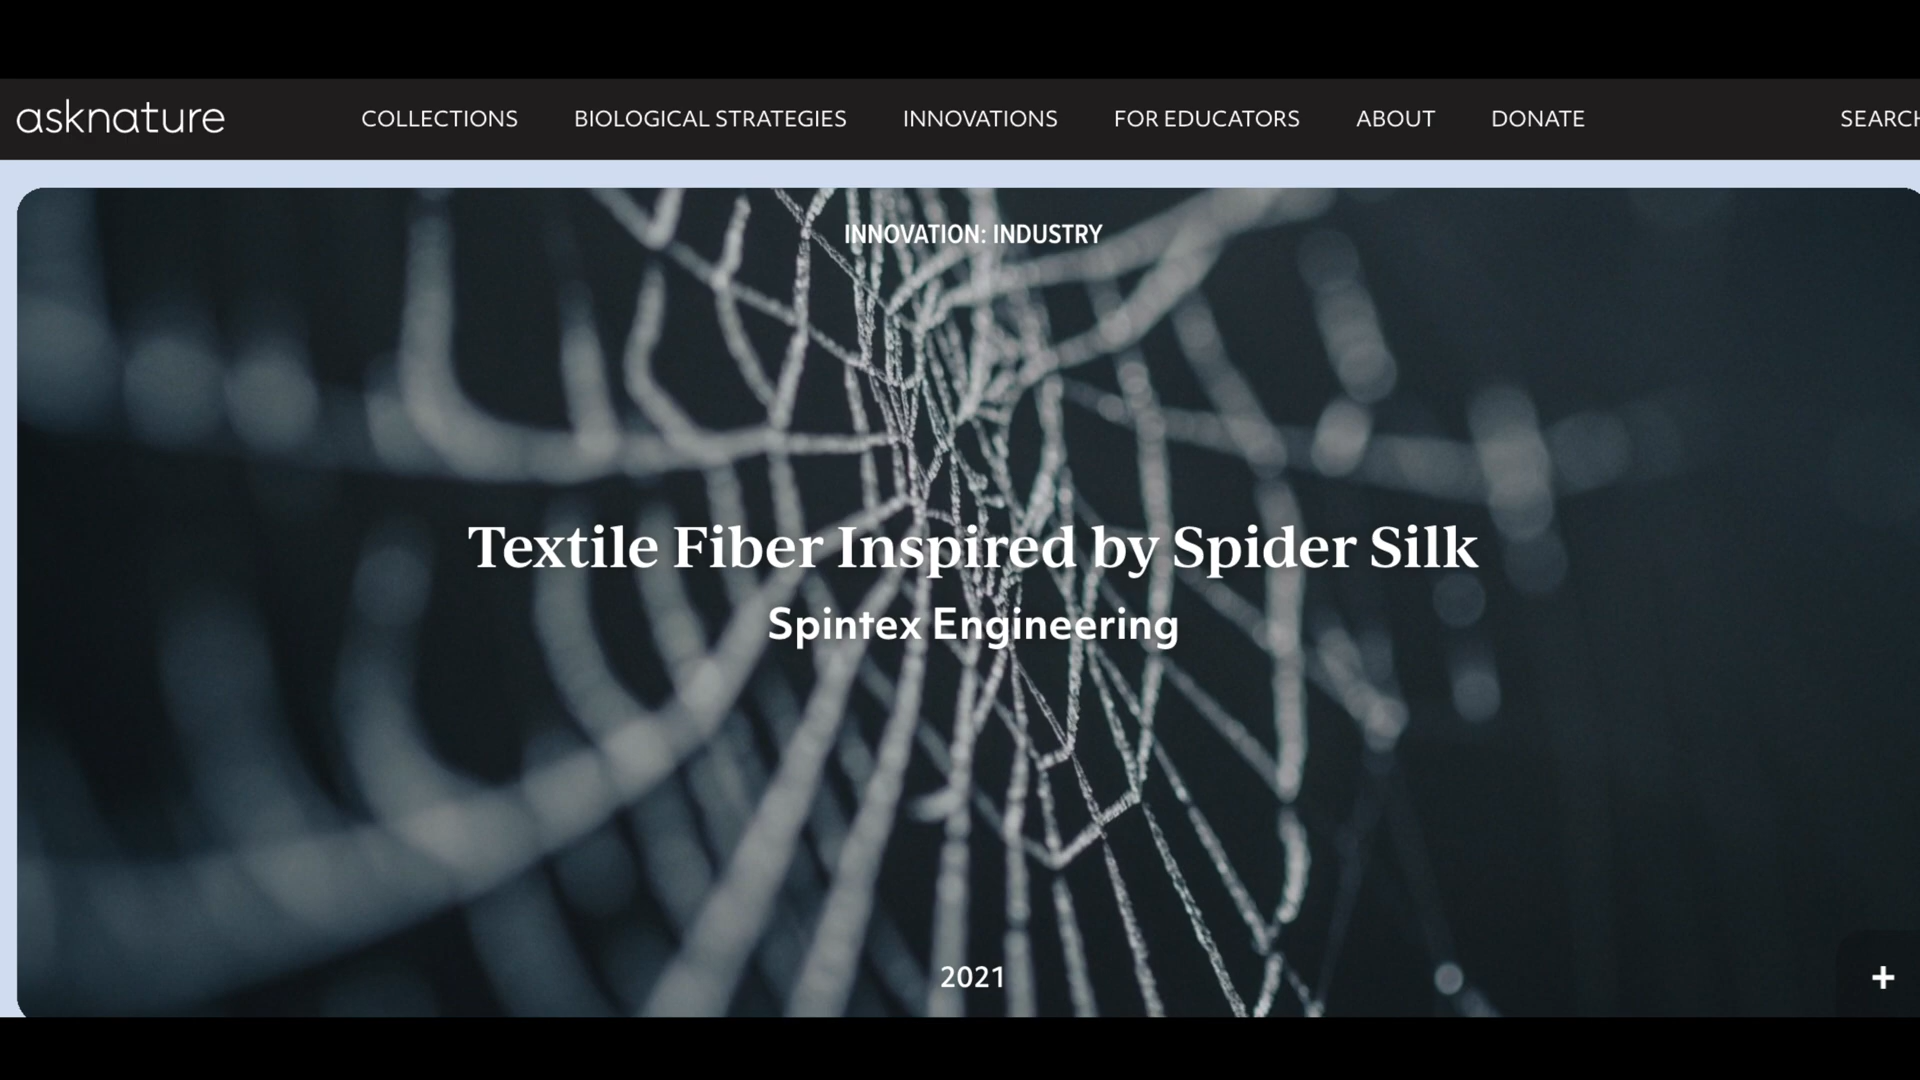 asknature COLLECTIONS BIOLOGICAL STRATEGIES INNOVATIONS FOR EDUCATORS ABOUT DONATE SEARCH
INNOVATION: INDUSTRY
Textile Fiber Inspired by Spider Silk
Spintex Engineering
2021
+